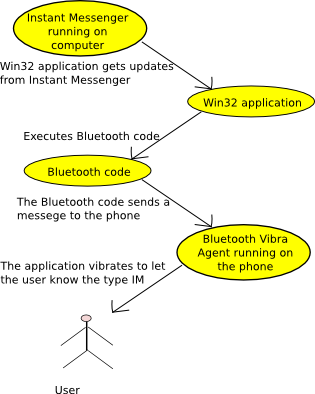 Instant Messenger
running on
computer
Win32 application gets updates
from Instant Messenger
Win32 application
Executes Bluetooth code
Bluetooth code
The Bluetooth code sends a
messege to the phone
Bluetooth Vibra
Agent running on
the phone
The application vibrates to let
the user know the type IM
User